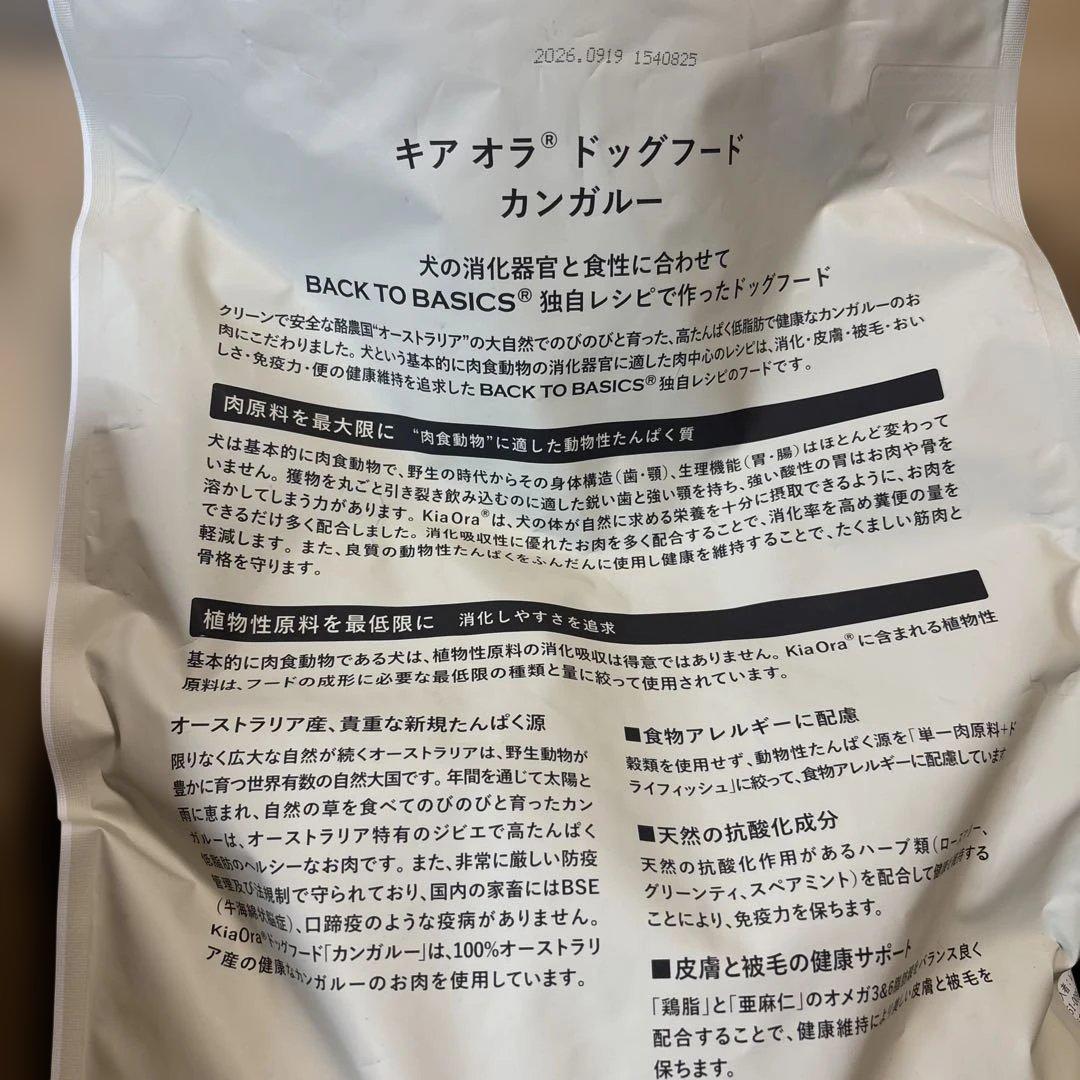 2026.0919 1540825
キア オラ® ドッグフード
カンガルー
犬の消化器官と食性に合わせて
BACK TO BASICS® 独自レシピで作ったドッグフード
クリーンで安全な酪農国“オーストラリア”の大自然でのびのびと育った、高たんぱく低脂肪で健康なカンガルーのお
肉にこだわりました。犬という基本的に肉食動物の消化器官に適した肉中心のレシピは、消化・皮膚・被毛・おい
しさ・免疫力・便の健康維持を追求した BACK TO BASICS® 独自レシピのフードです。
肉原料を最大限に “肉食動物”に適した動物性たんぱく質
犬は基本的に肉食動物で、野生の時代からその身体構造(歯・顎)、生理機能(胃・腸)はほとんど変わって
いません。獲物を丸ごと引き裂き飲み込むのに適した鋭い歯と強い顎を持ち、強い酸性の胃はお肉や骨を
溶かしてしまう力があります。KiaOra®は、犬の体が自然に求める栄養を十分に摂取できるように、お肉を
できるだけ多く配合しました。消化吸収性に優れたお肉を多く配合することで、消化率を高め糞便の量を
軽減します。また、良質の動物性たんぱくをふんだんに使用し健康を維持することで、たくましい筋肉と
骨格を守ります。
植物性原料を最低限に 消化しやすさを追求
基本的に肉食動物である犬は、植物性原料の消化吸収は得意ではありません。KiaOra®に含まれる植物性
原料は、フードの成形に必要な最低限の種類と量に絞って使用されています。
オーストラリア産、貴重な新規たんぱく源
限りなく広大な自然が続くオーストラリアは、野生動物が
豊かに育つ世界有数の自然大国です。年間を通じて太陽と
雨に恵まれ、自然の草を食べてのびのびと育ったカン
ガルーは、オーストラリア特有のジビエで高たんぱく
低脂肪のヘルシーなお肉です。また、非常に厳しい防疫
管理及び法規制で守られており、国内の家畜にはBSE
(牛海綿状脳症)、口蹄疫のような疫病がありません。
KiaOra®ドッグフード「カンガルー」は、100%オーストラリ
ア産の健康なカンガルーのお肉を使用しています。
■食物アレルギーに配慮
穀類を使用せず、動物性たんぱく源を「単一肉原料+ド
ライフィッシュ」に絞って、食物アレルギーに配慮しています
■天然の抗酸化成分
天然の抗酸化作用があるハーブ類(ローズマリー、
グリーンティ、スペアミント)を配合して健康を維持する
ことにより、免疫力を保ちます。
■皮膚と被毛の健康サポート
「鶏脂」と「亜麻仁」のオメガ3&6脂肪酸をバランス良く
配合することで、健康維持により美しい皮膚と被毛を
保ちます。